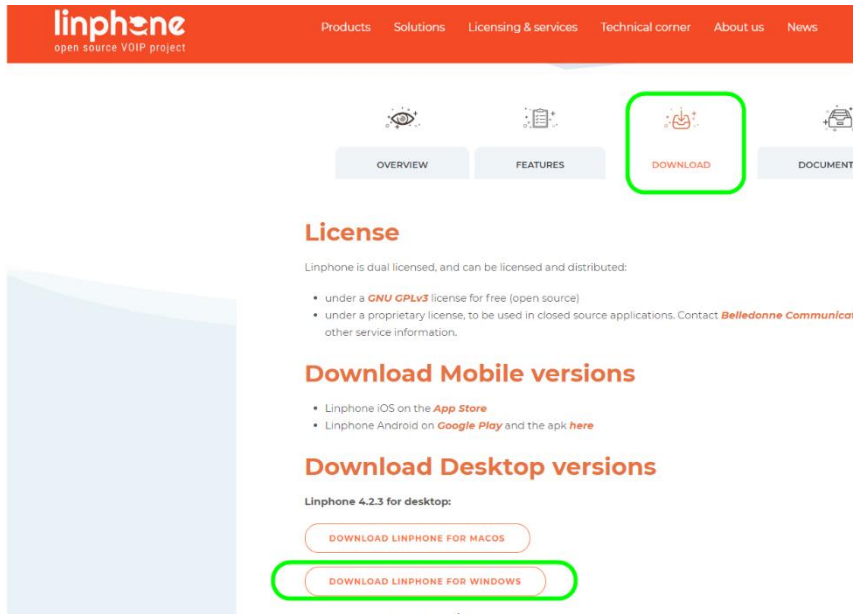 linphone
open source VOIP project
Products Solutions Licensing & services Technical corner About us News
OVERVIEW FEATURES DOWNLOAD DOCUMENT
License
Linphone is dual licensed, and can be licensed and distributed:
• under a GNU GPLv3 license for free (open source)
• under a proprietary license, to be used in closed source applications. Contact Belledonne Communicat
other service information.
Download Mobile versions
• Linphone iOS on the App Store
• Linphone Android on Google Play and the apk here
Download Desktop versions
Linphone 4.2.3 for desktop:
DOWNLOAD LINPHONE FOR MACOS
DOWNLOAD LINPHONE FOR WINDOWS